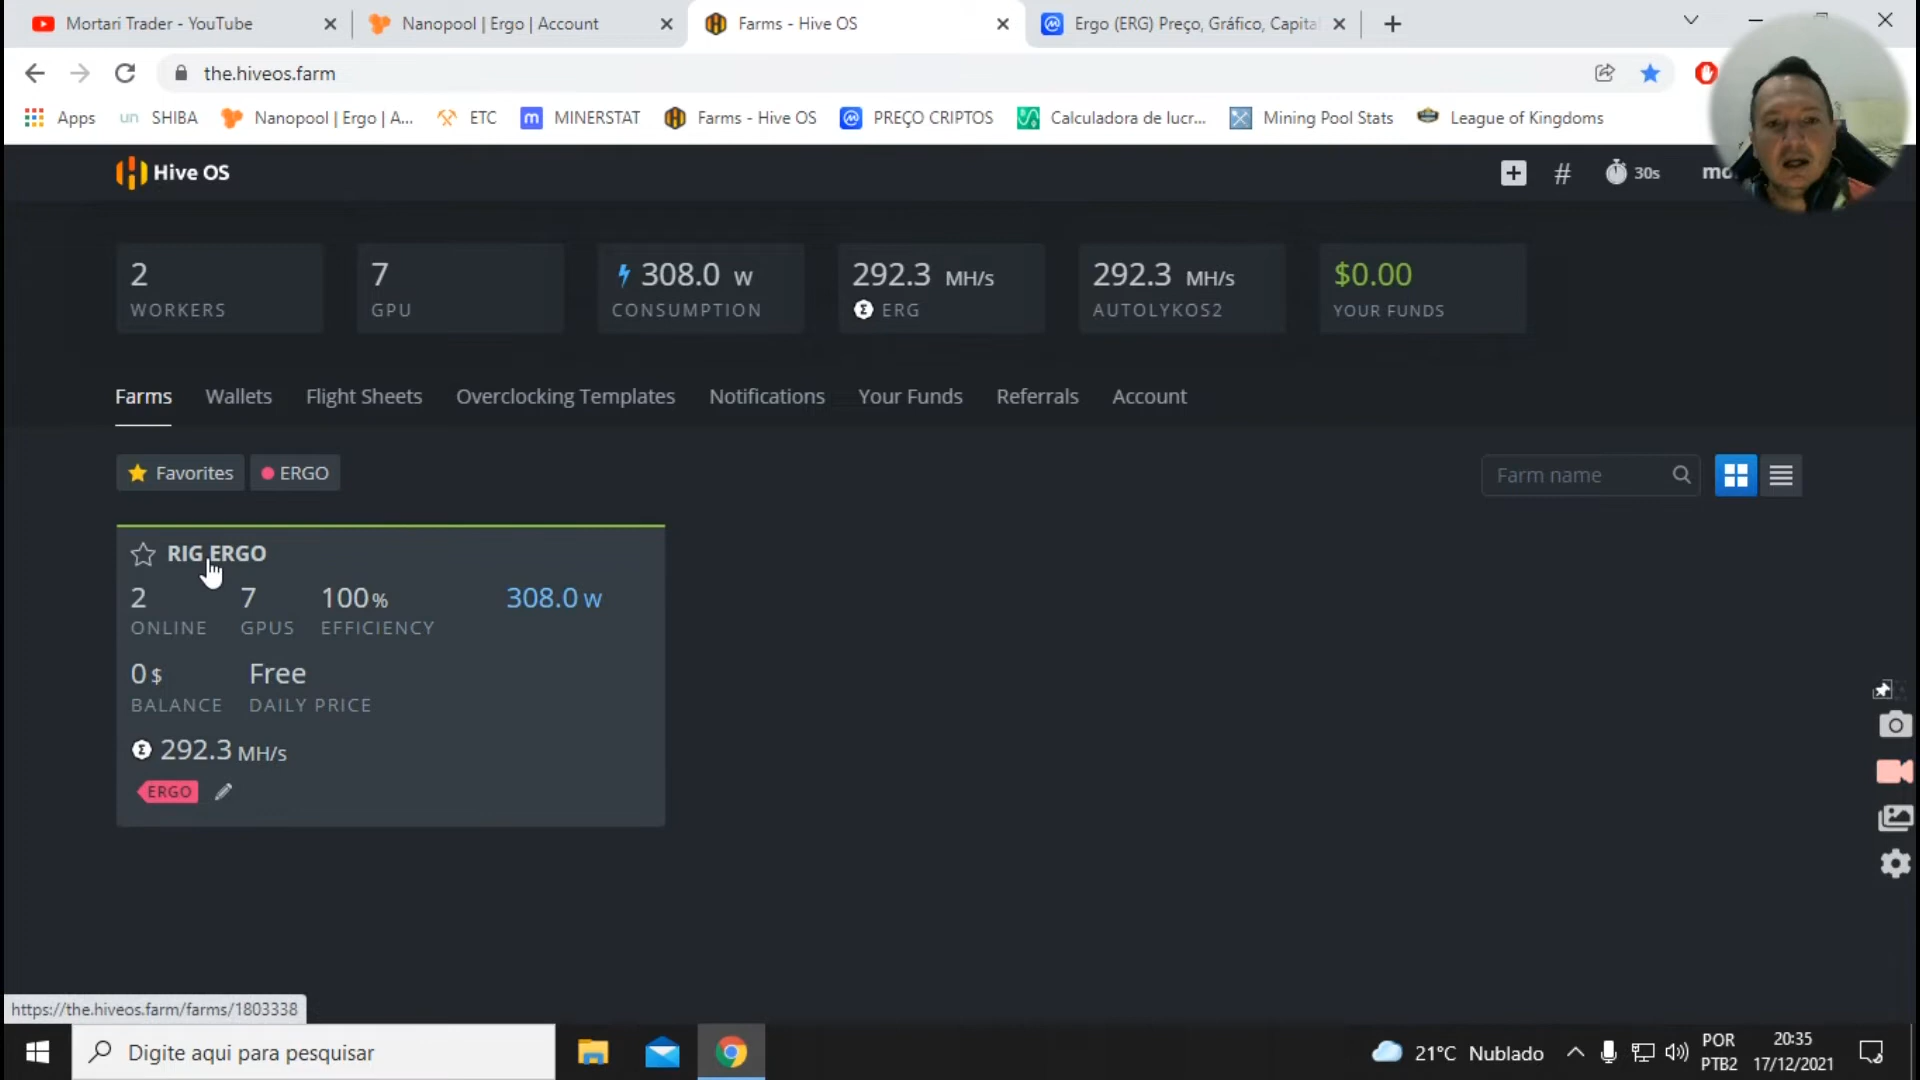 Mortari Trader - YouTube
Nanopool | Ergo | Account
Farms - Hive OS
Ergo (ERG) Preço, Gráfico, Capita
the.hiveos.farm
Apps
un SHIBA
Nanopool | Ergo | A...
ETC
m MINERSTAT
Farms - Hive OS
PREÇO CRIPTOS
Calculadora de lucr...
Mining Pool Stats
League of Kingdoms
Hive OS
#
30s
mo
2
WORKERS
7
GPU
308.0 W
CONSUMPTION
292.3 MH/s
Σ ERG
292.3 MH/s
AUTOLYKOS2
$0.00
YOUR FUNDS
Farms
Wallets
Flight Sheets
Overclocking Templates
Notifications
Your Funds
Referrals
Account
Favorites
ERGO
Farm name
RIG ERGO
2
ONLINE
7
GPUS
100%
EFFICIENCY
308.0 W
0 $
BALANCE
Free
DAILY PRICE
Σ 292.3 MH/s
ERGO
https://the.hiveos.farm/farms/1803338
Digite aqui para pesquisar
21°C Nublado
POR
PTB2
20:35
17/12/2021